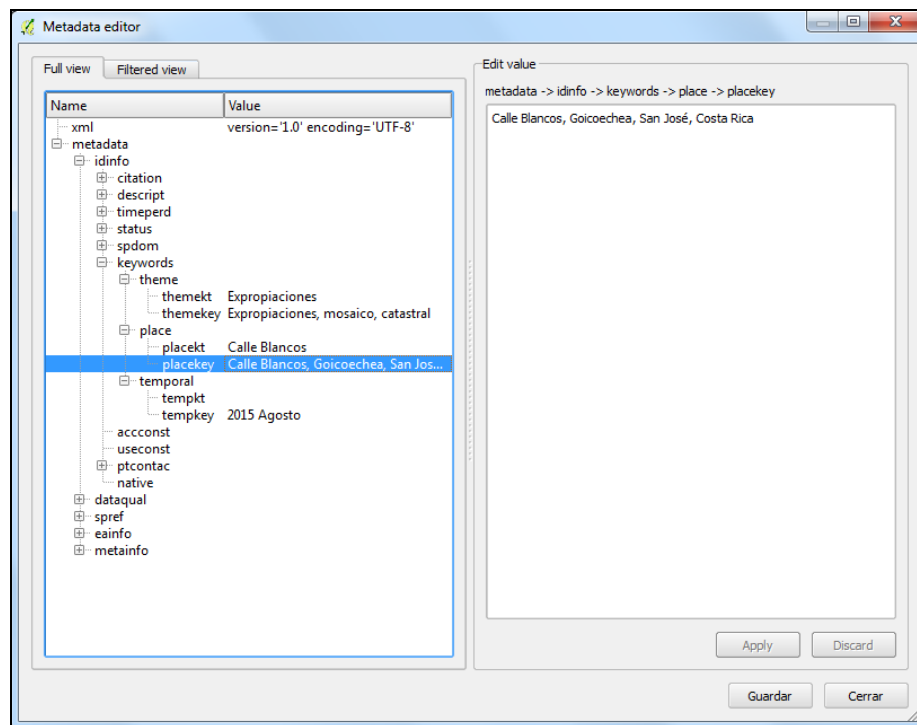 Metadata editor
Full view Filtered view
Name Value
xml version='1.0' encoding='UTF-8'
metadata
idinfo
citation
descript
timeperd
status
spdom
keywords
theme
themekt Expropiaciones
themekey Expropiaciones, mosaico, catastral
place
placekt Calle Blancos
placekey Calle Blancos, Goicoechea, San Jos...
temporal
tempkt
tempkey 2015 Agosto
accconst
useconst
ptcontac
native
dataqual
spref
eainfo
metainfo
Edit value
metadata -> idinfo -> keywords -> place -> placekey
Calle Blancos, Goicoechea, San José, Costa Rica
Apply Discard
Guardar Cerrar